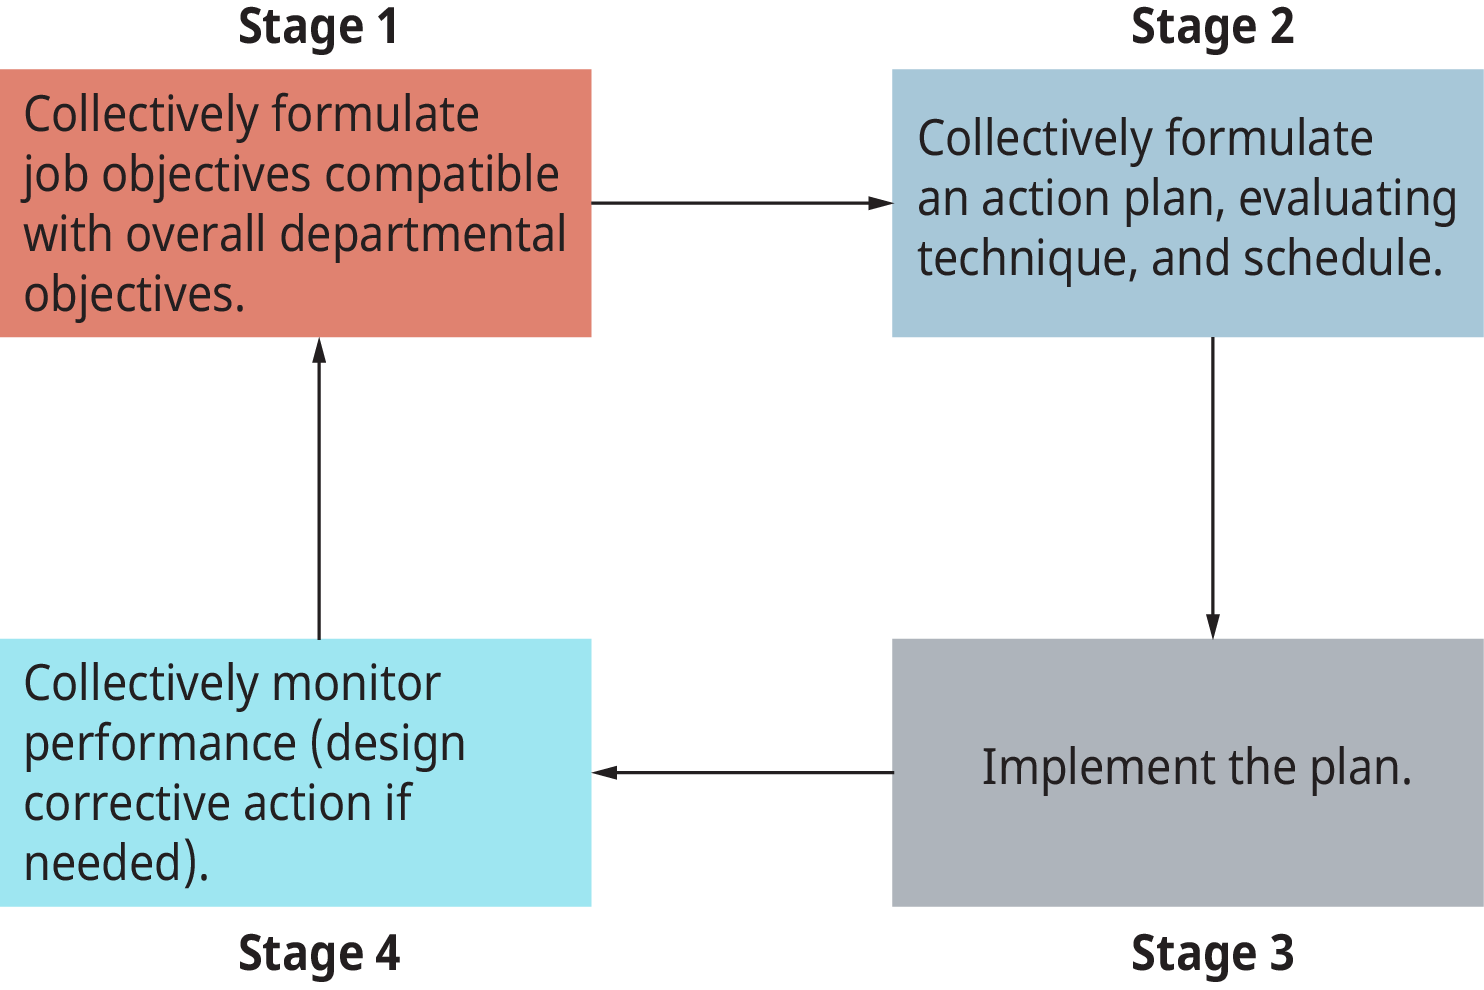 Stage 1
Collectively formulate
job objectives compatible
with overall departmental
objectives.
Stage 2
Collectively formulate
an action plan, evaluating
technique, and schedule.
Implement the plan.
Stage 3
Collectively monitor
performance (design
corrective action if
needed).
Stage 4